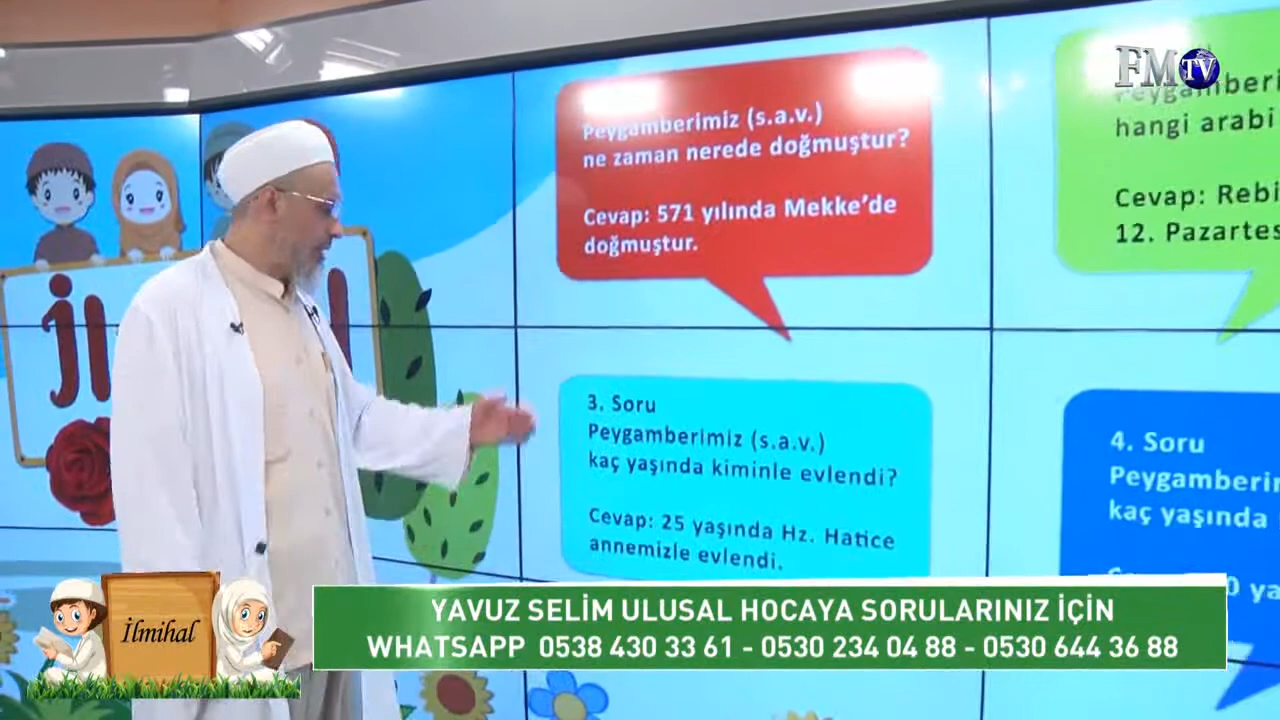 FM TV
Peygamberimiz (s.a.v.)
ne zaman nerede doğmuştur?
Cevap: 571 yılında Mekke'de
doğmuştur.
hangi arabi
Cevap: Rebi
12. Pazartes
3. Soru
Peygamberimiz (s.a.v.)
kaç yaşında kiminle evlendi?
Cevap: 25 yaşında Hz. Hatice
annemizle evlendi.
4. Soru
Peygamberim
kaç yaşında
İlmihal
YAVUZ SELİM ULUSAL HOCAYA SORULARINIZ İÇİN
WHATSAPP 0538 430 33 61 - 0530 234 04 88 - 0530 644 36 88